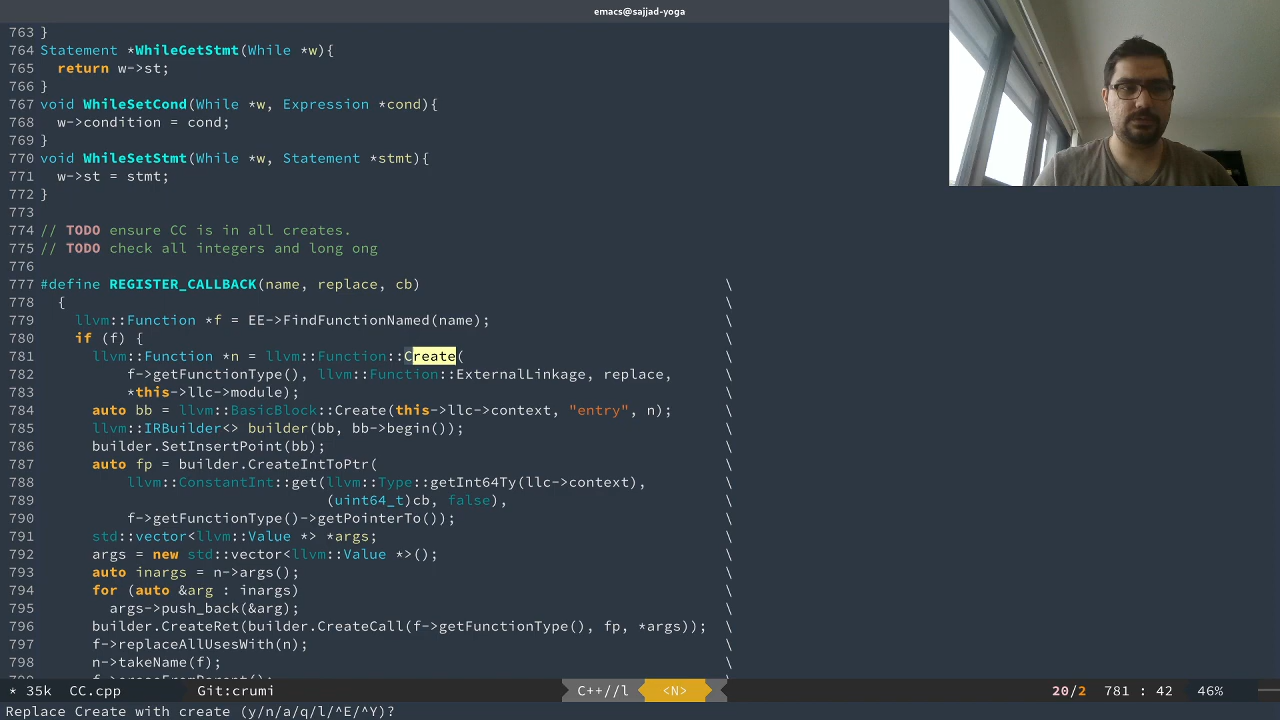 emacs@sajjad-yoga
763 }
764 Statement *WhileGetStmt(While *w){
765   return w->st;
766 }
767 void WhileSetCond(While *w, Expression *cond){
768   w->condition = cond;
769 }
770 void WhileSetStmt(While *w, Statement *stmt){
771   w->st = stmt;
772 }
773
774 // TODO ensure CC is in all creates.
775 // TODO check all integers and long ong
776
777 #define REGISTER_CALLBACK(name, replace, cb) \
778   { \
779     llvm::Function *f = EE->FindFunctionNamed(name); \
780     if (f) { \
781       llvm::Function *n = llvm::Function::Create( \
782           f->getFunctionType(), llvm::Function::ExternalLinkage, replace, \
783           *this->llc->module); \
784       auto bb = llvm::BasicBlock::Create(this->llc->context, "entry", n); \
785       llvm::IRBuilder<> builder(bb, bb->begin()); \
786       builder.SetInsertPoint(bb); \
787       auto fp = builder.CreateIntToPtr( \
788           llvm::ConstantInt::get(llvm::Type::getInt64Ty(llc->context), \
789                                  (uint64_t)cb, false), \
790           f->getFunctionType()->getPointerTo()); \
791       std::vector<llvm::Value *> *args; \
792       args = new std::vector<llvm::Value *>(); \
793       auto inargs = n->args(); \
794       for (auto &arg : inargs) \
795         args->push_back(&arg); \
796       builder.CreateRet(builder.CreateCall(f->getFunctionType(), fp, *args)); \
797       f->replaceAllUsesWith(n); \
798       n->takeName(f); \
* 35k CC.cpp Git:crumi C++//l <N> 20/2 781 : 42 46%
Replace Create with create (y/n/a/q/l/^E/^Y)?